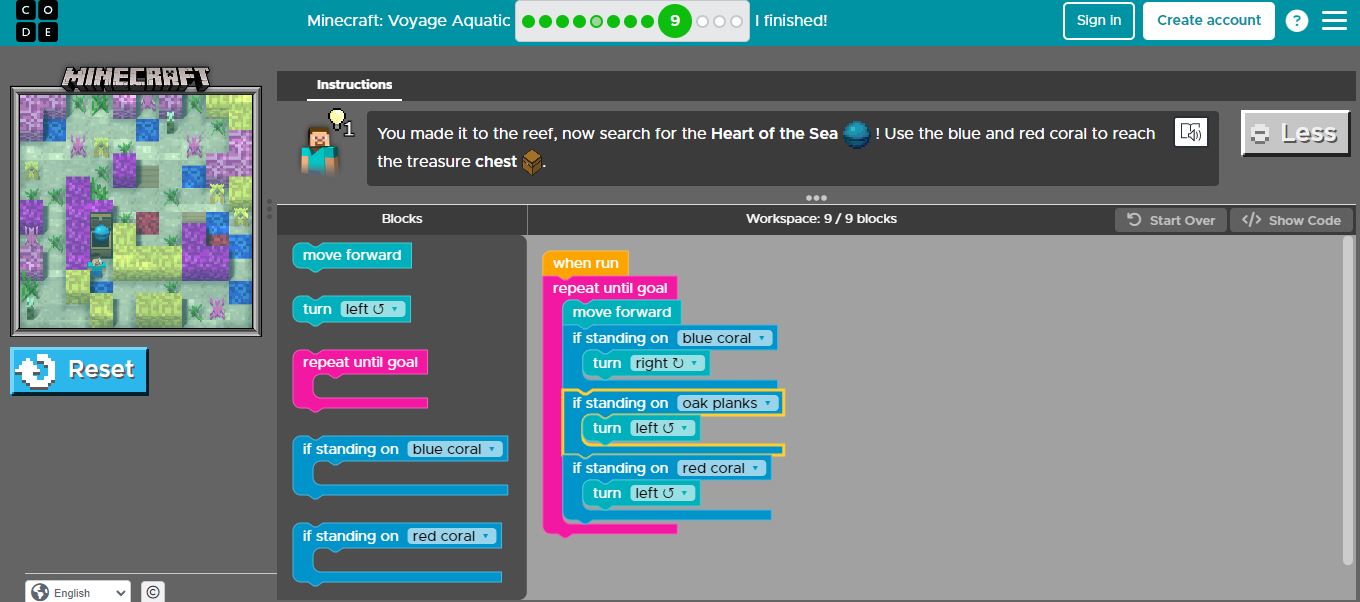 C O
D E
Minecraft: Voyage Aquatic
9
I finished!
Sign in
Create account
?
MINECRAFT
Instructions
1
You made it to the reef, now search for the Heart of the Sea ! Use the blue and red coral to reach
the treasure chest .
Less
Blocks
Workspace: 9 / 9 blocks
Start Over
</> Show Code
move forward
turn left ↺
repeat until goal
if standing on blue coral
if standing on red coral
when run
repeat until goal
move forward
if standing on blue coral
turn right ↻
if standing on oak planks
turn left ↺
if standing on red coral
turn left ↺
Reset
English
©